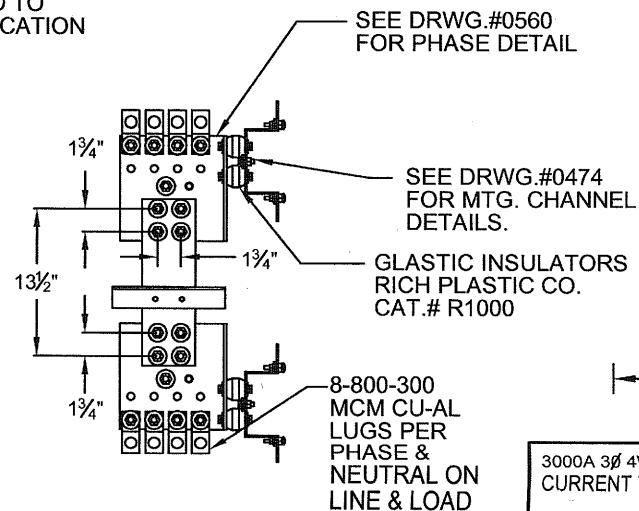 TO
CATION
SEE DRWG.#0560
FOR PHASE DETAIL
1¾"
SEE DRWG.#0474
FOR MTG. CHANNEL
DETAILS.
1¾"
13½"
GLASTIC INSULATORS
RICH PLASTIC CO.
CAT.# R1000
1¾"
8-800-300
MCM CU-AL
LUGS PER
PHASE &
NEUTRAL ON
LINE & LOAD
3000A 3Ø
CURRENT